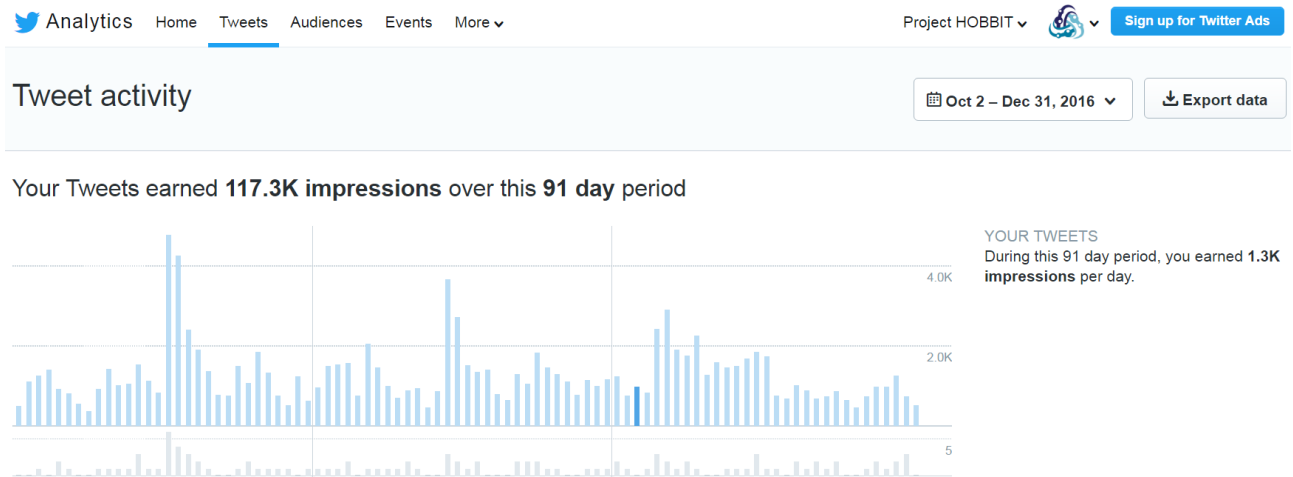 Analytics Home Tweets Audiences Events More Project HOBBIT Sign up for Twitter Ads
Tweet activity Oct 2 – Dec 31, 2016 Export data
Your Tweets earned 117.3K impressions over this 91 day period
YOUR TWEETS
During this 91 day period, you earned 1.3K
impressions per day.
4.0K
2.0K
5